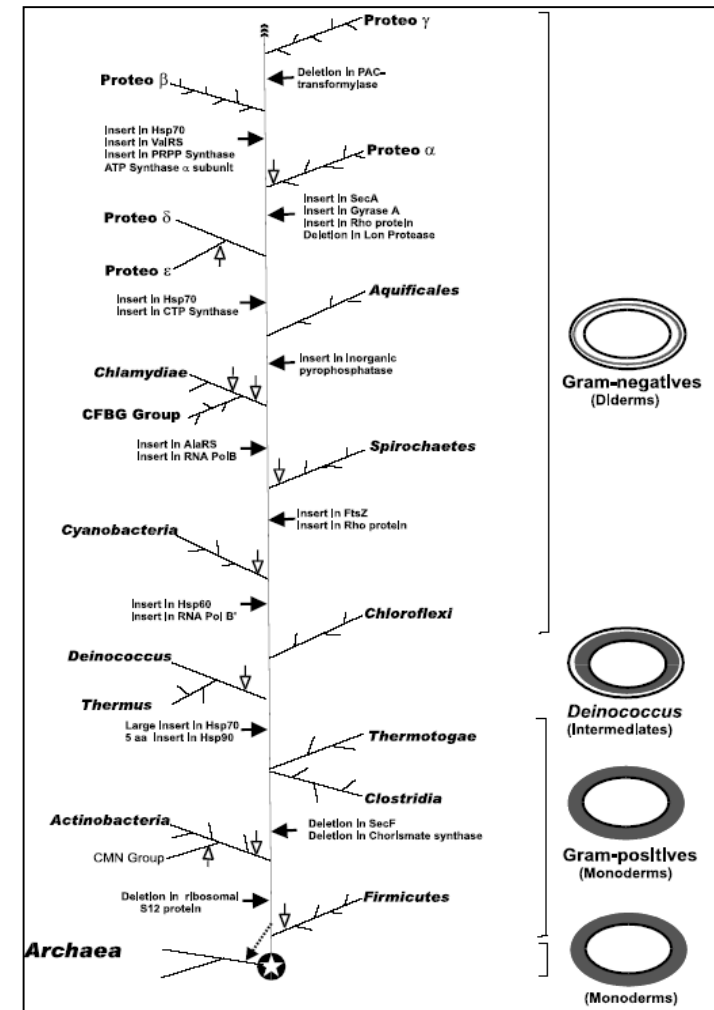 Proteo γ
Deletion in PAC-
transformylase
Proteo β
Insert in Hsp70
Insert in ValRS
Insert in PRPP Synthase
ATP Synthase α subunit
Proteo α
Insert in SecA
Insert in Gyrase A
Insert in Rho protein
Deletion in Lon Protease
Proteo δ
Proteo ε
Aquificales
Insert in Hsp70
Insert in CTP Synthase
Insert in Inorganic
pyrophosphatase
Chlamydiae
CFBG Group
Gram-negatives
(Diderms)
Insert in AlaRS
Insert in RNA PolB
Spirochaetes
Insert in FtsZ
Insert in Rho protein
Cyanobacteria
Insert in Hsp60
Insert in RNA Pol B'
Chloroflexi
Deinococcus
Thermus
Deinococcus
(Intermediates)
Large Insert in Hsp70
5 aa Insert in Hsp90
Thermotogae
Clostridia
Actinobacteria
CMN Group
Deletion in SecF
Deletion in Chorismate synthase
Gram-positives
(Monoderms)
Deletion in ribosomal
S12 protein
Firmicutes
Archaea
(Monoderms)